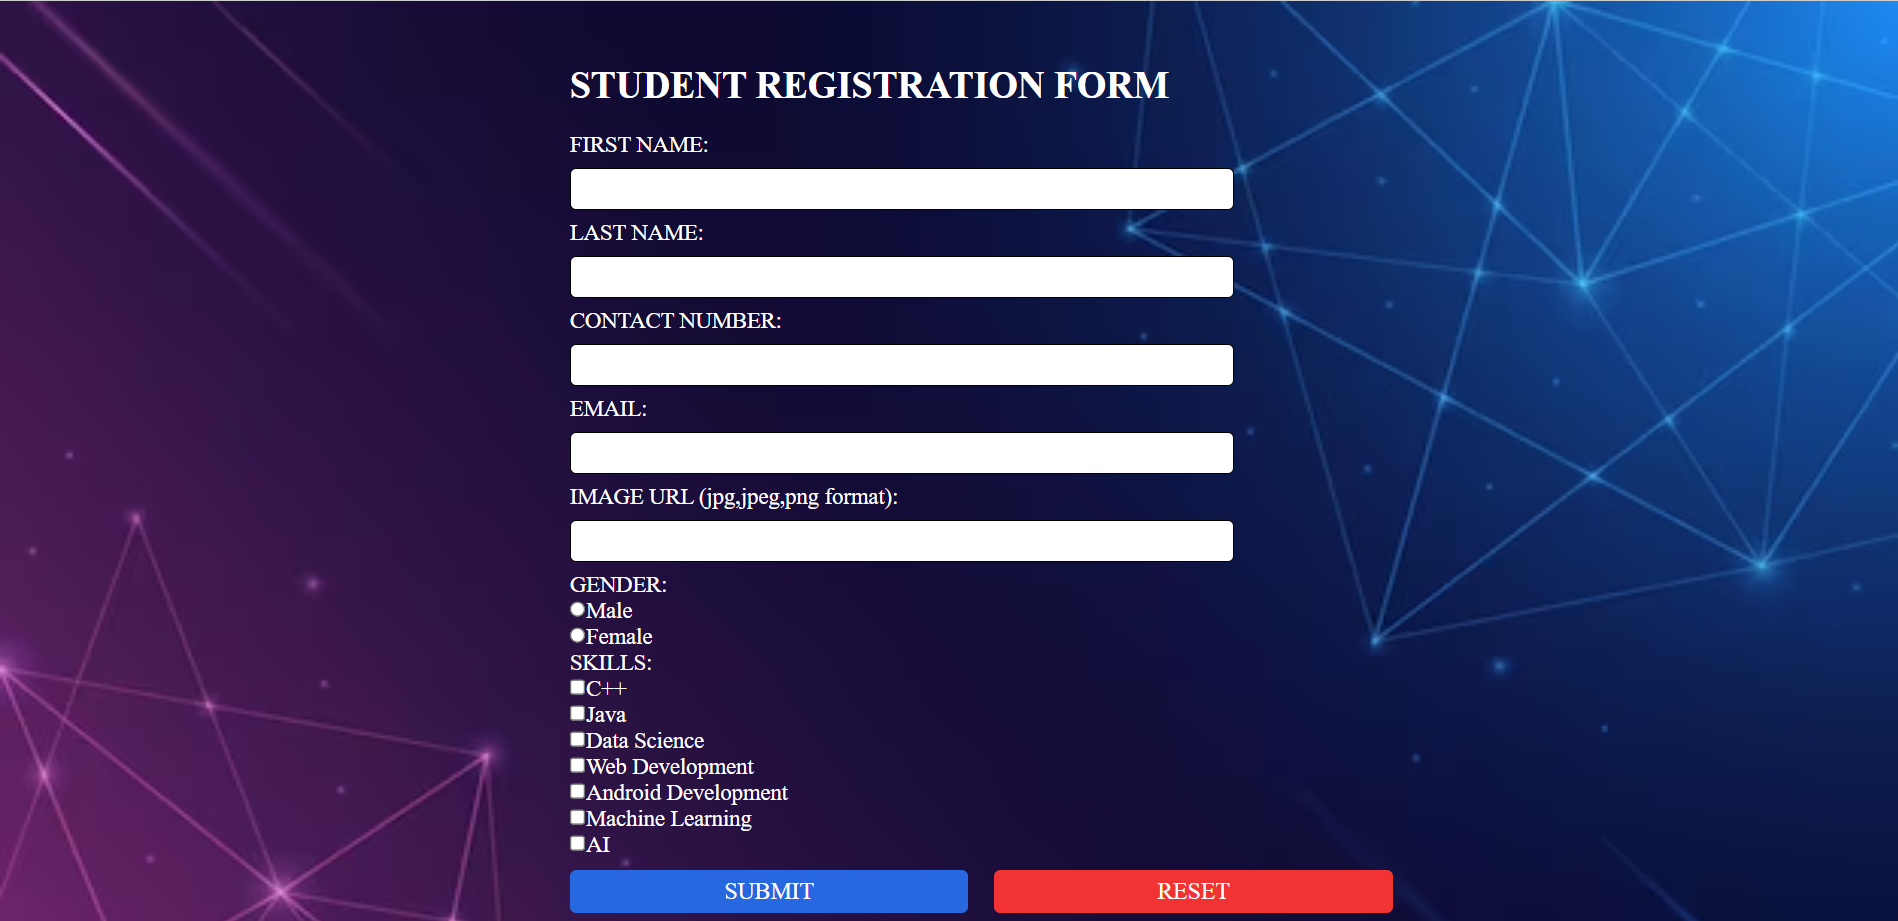 STUDENT REGISTRATION FORM
FIRST NAME:
LAST NAME:
CONTACT NUMBER:
EMAIL:
IMAGE URL (jpg,jpeg,png format):
GENDER:
Male
Female
SKILLS:
C++
Java
Data Science
Web Development
Android Development
Machine Learning
AI
SUBMIT RESET